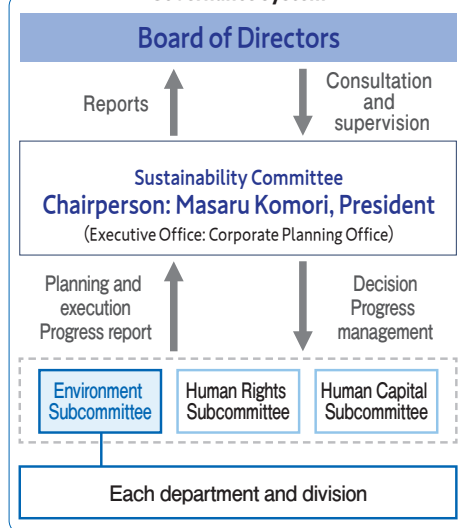 Governance System
Board of Directors
Reports
Consultation
and
supervision
Sustainability Committee
Chairperson: Masaru Komori, President
(Executive Office: Corporate Planning Office)
Planning and
execution
Progress report
Decision
Progress
management
Environment
Subcommittee
Human Rights
Subcommittee
Human Capital
Subcommittee
Each department and division